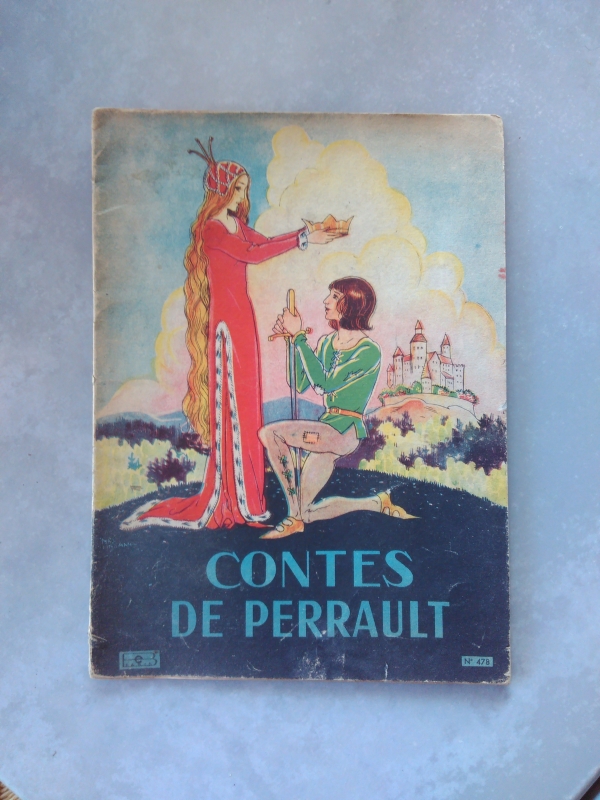 CONTES
DE PERRAULT
N° 478